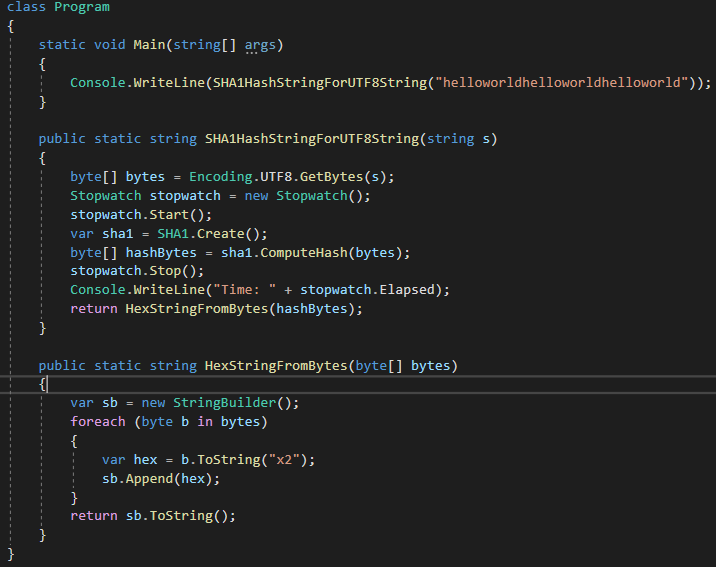 class Program
{
static void Main(string[] args)
{
Console.WriteLine(SHA1HashStringForUTF8String("helloworldhelloworldhelloworld"));
}
public static string SHA1HashStringForUTF8String(string s)
{
byte[] bytes = Encoding.UTF8.GetBytes(s);
Stopwatch stopwatch = new Stopwatch();
stopwatch.Start();
var sha1 = SHA1.Create();
byte[] hashBytes = sha1.ComputeHash(bytes);
stopwatch.Stop();
Console.WriteLine("Time: " + stopwatch.Elapsed);
return HexStringFromBytes(hashBytes);
}
public static string HexStringFromBytes(byte[] bytes)
{
var sb = new StringBuilder();
foreach (byte b in bytes)
{
var hex = b.ToString("x2");
sb.Append(hex);
}
return sb.ToString();
}
}